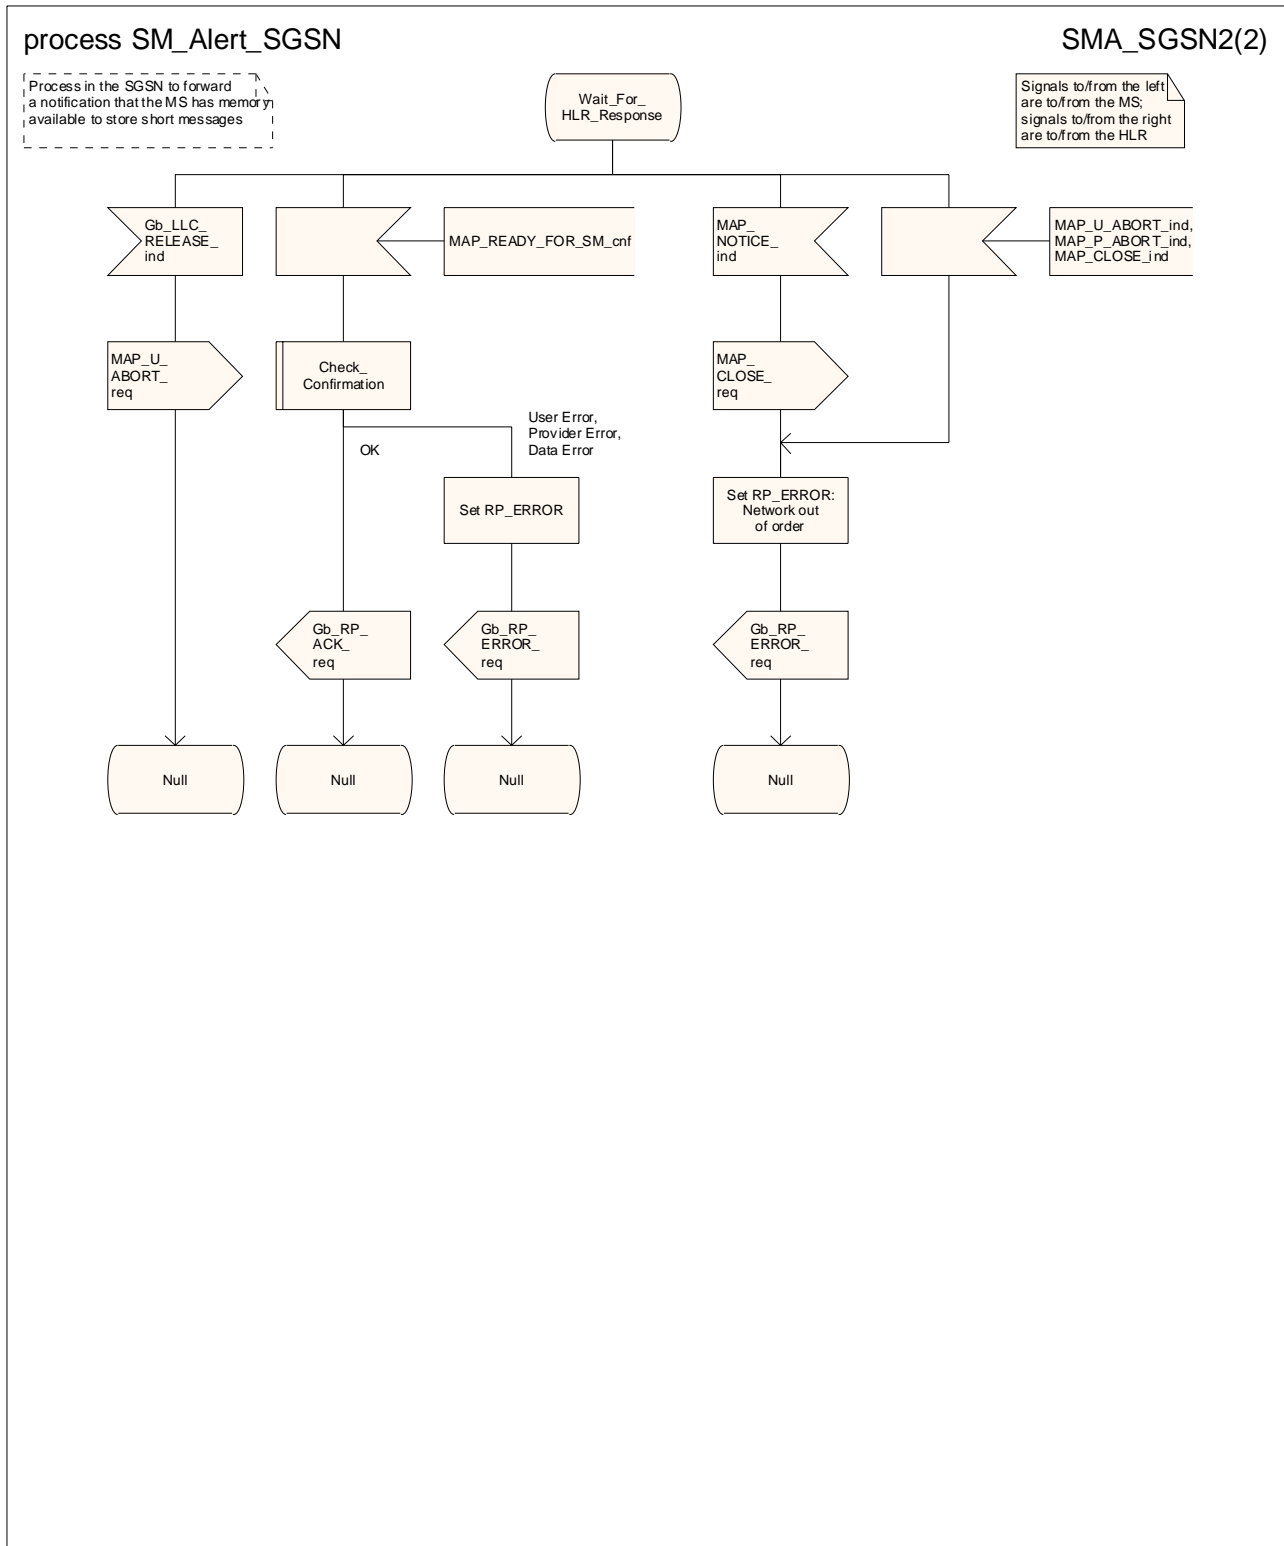 process SM_Alert_SGSN
SMA_SGSN2(2)
Process in the SGSN to forward
a notification that the MS has memory
available to store short messages
Wait_For_
HLR_Response
Signals to/from the left
are to/from the MS;
signals to/from the right
are to/from the HLR
Gb_LLC_
RELEASE_
ind
MAP_READY_FOR_SM_cnf
MAP_
NOTICE_
ind
MAP_U_ABORT_ind,
MAP_P_ABORT_ind,
MAP_CLOSE_ind
MAP_U_
ABORT_
req
Check_
Confirmation
MAP_
CLOSE_
req
OK
User Error,
Provider Error,
Data Error
Set RP_ERROR
Set RP_ERROR:
Network out
of order
Gb_RP_
ACK_
req
Gb_RP_
ERROR_
req
Gb_RP_
ERROR_
req
Null
Null
Null
Null